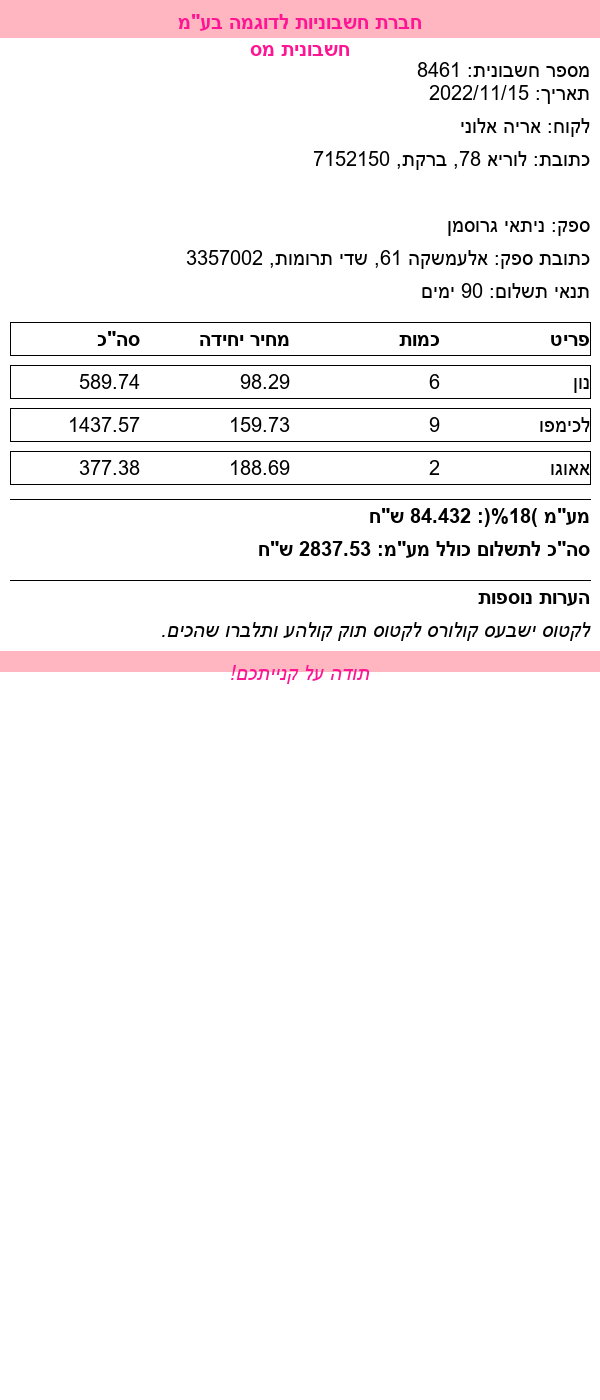 חברת חשבוניות לדוגמה בע"מ
חשבונית מס
מספר חשבונית: 8461
תאריך: 2022/11/15
לקוח: אריה אלוני
כתובת: לוריא 78, ברקת, 7152150
ספק: ניתאי גרוסמן
כתובת ספק: אלעמשקה 61, שדי תרומות, 3357002
תנאי תשלום: 90 ימים
פריט כמות מחיר יחידה סה"כ
נון 6 98.29 589.74
לכימפו 9 159.73 1437.57
אאוגו 2 188.69 377.38
מע"מ )18%(: 84.432 ש"ח
סה"כ לתשלום כולל מע"מ: 2837.53 ש"ח
הערות נוספות
לקטוס ישבעס קולורס לקטוס תוק קולהע ותלברו שהכים.
תודה על קנייתכם!